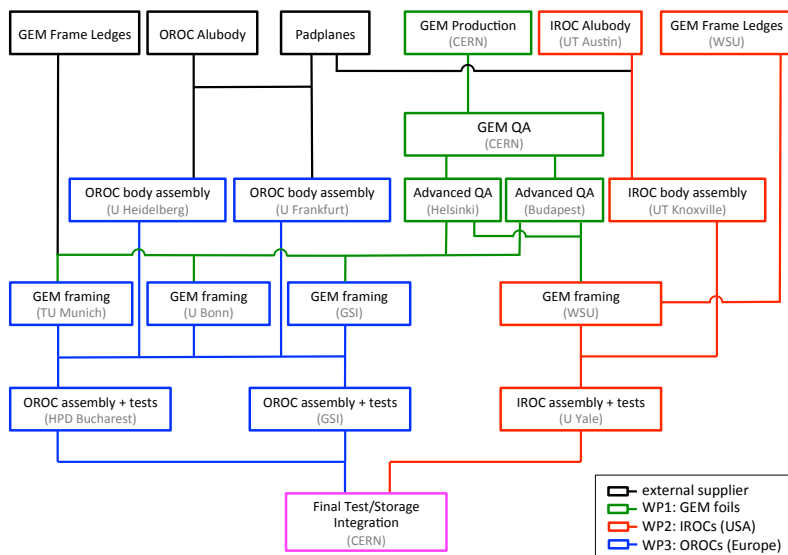 GEM Frame Ledges
OROC Alubody
Padplanes
GEM Production
(CERN)
IROC Alubody
(UT Austin)
GEM Frame Ledges
(WSU)
GEM QA
(CERN)
OROC body assembly
(U Heidelberg)
OROC body assembly
(U Frankfurt)
Advanced QA
(Helsinki)
Advanced QA
(Budapest)
IROC body assembly
(UT Knoxville)
GEM framing
(TU Munich)
GEM framing
(U Bonn)
GEM framing
(GSI)
GEM framing
(WSU)
OROC assembly + tests
(HPD Bucharest)
OROC assembly + tests
(GSI)
IROC assembly + tests
(U Yale)
Final Test/Storage
Integration
(CERN)
external supplier
WP1: GEM foils
WP2: IROCs (USA)
WP3: OROCs (Europe)